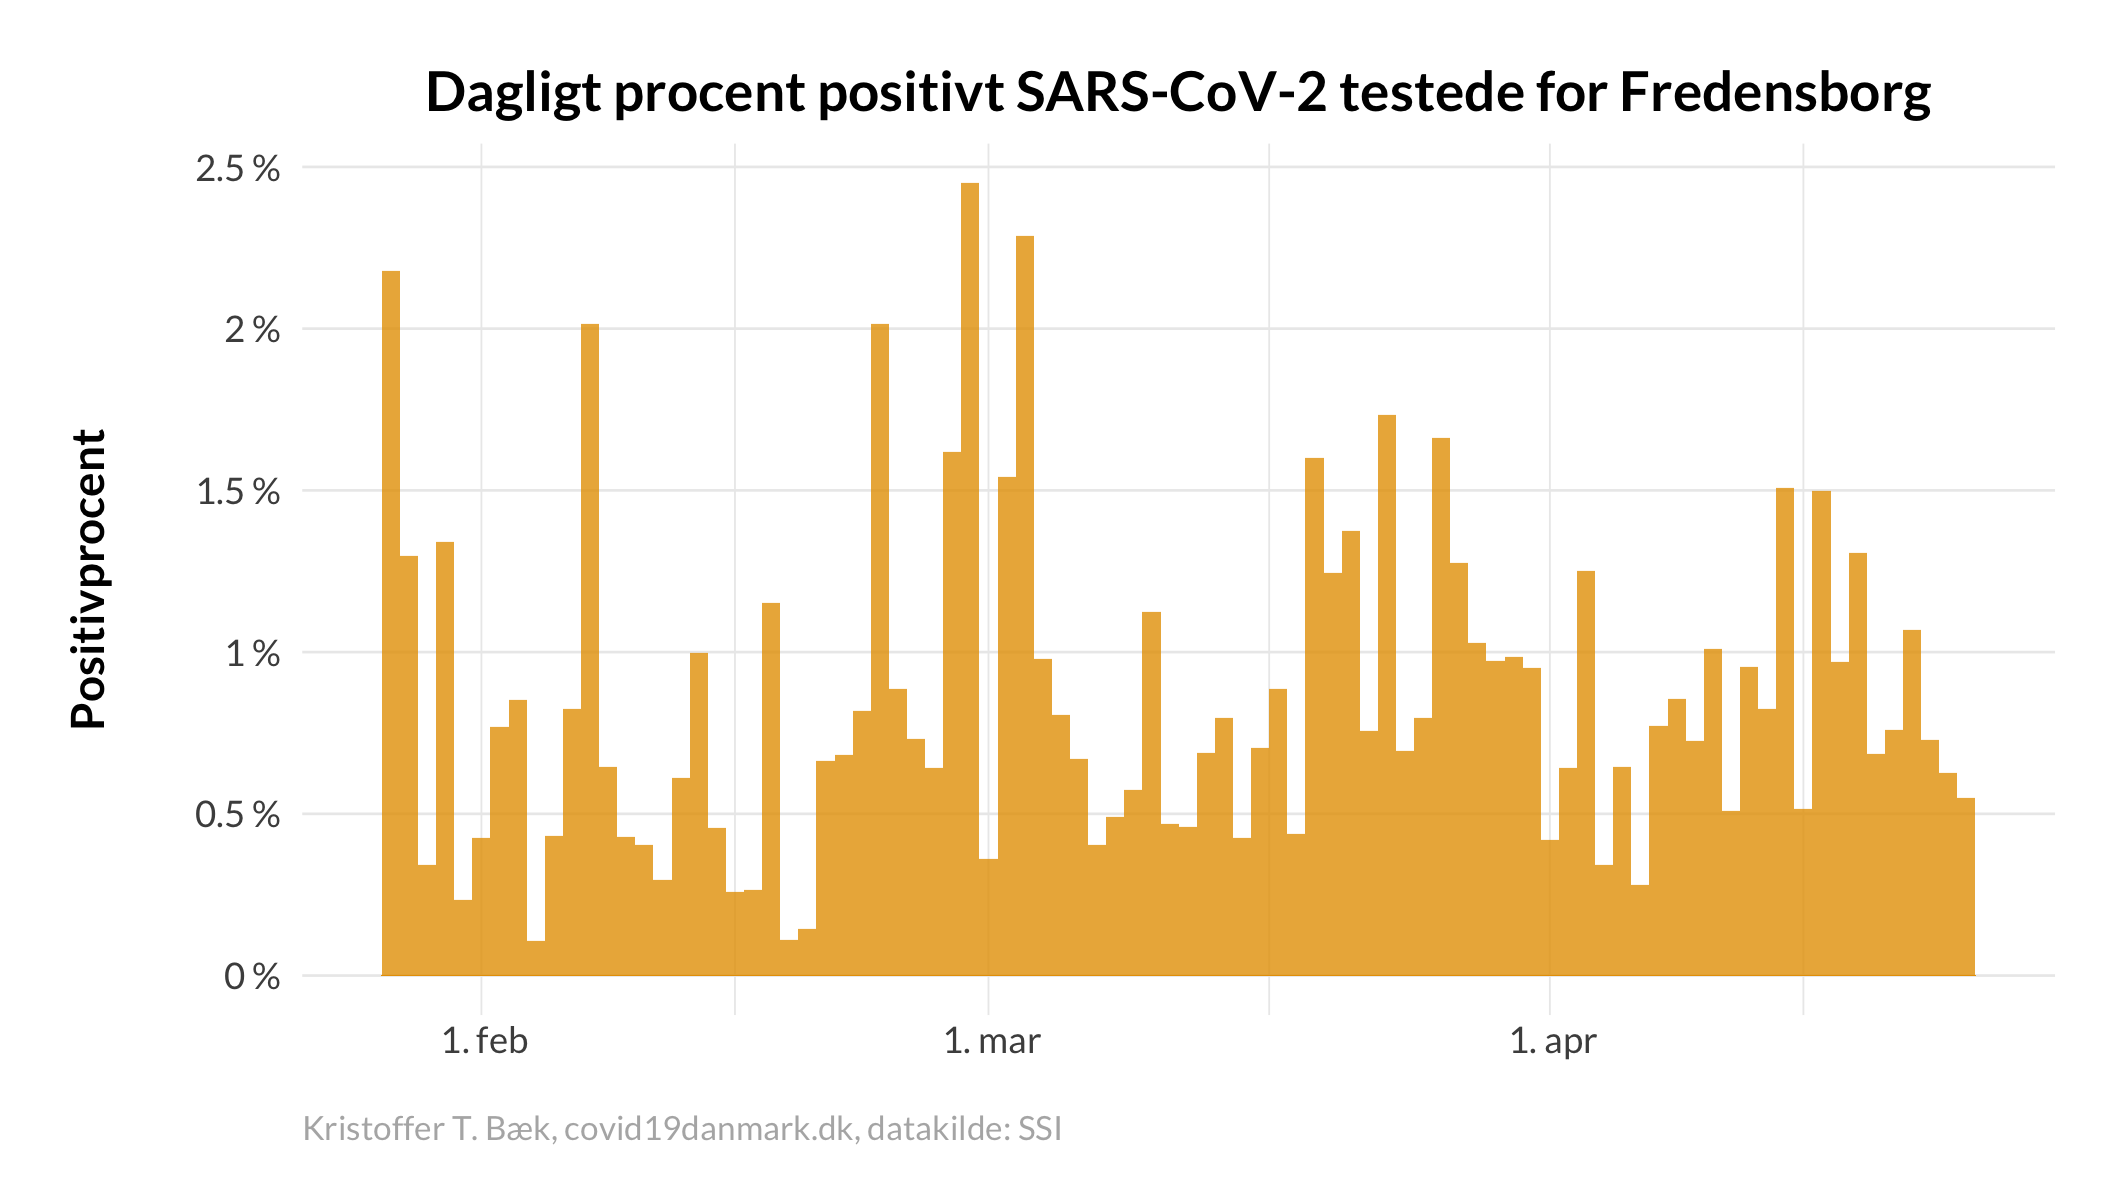 Dagligt procent positivt SARS-CoV-2 testede for Fredensborg
Positivprocent
2.5 %
2 %
1.5 %
1 %
0.5 %
0 %
1. feb
1. mar
1. apr
Kristoffer T. Bæk, covid19danmark.dk, datakilde: SSI